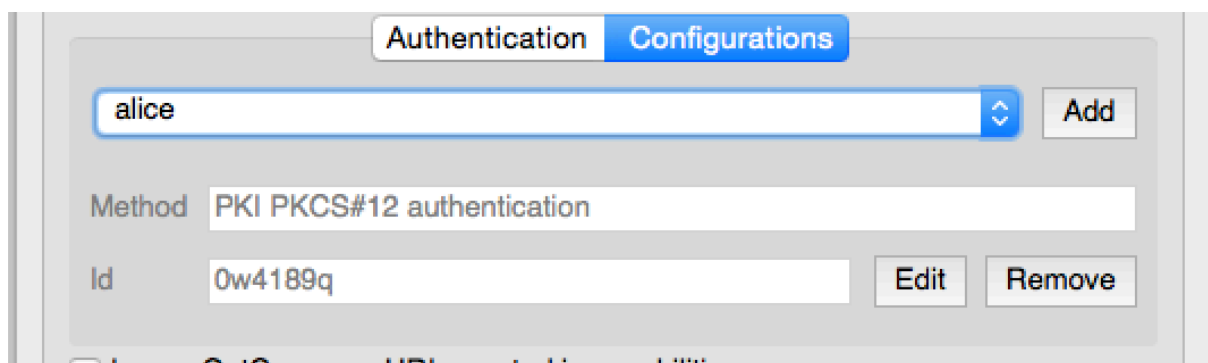 Authentication Configurations
alice Add
Method PKI PKCS#12 authentication
Id 0w4189q Edit Remove